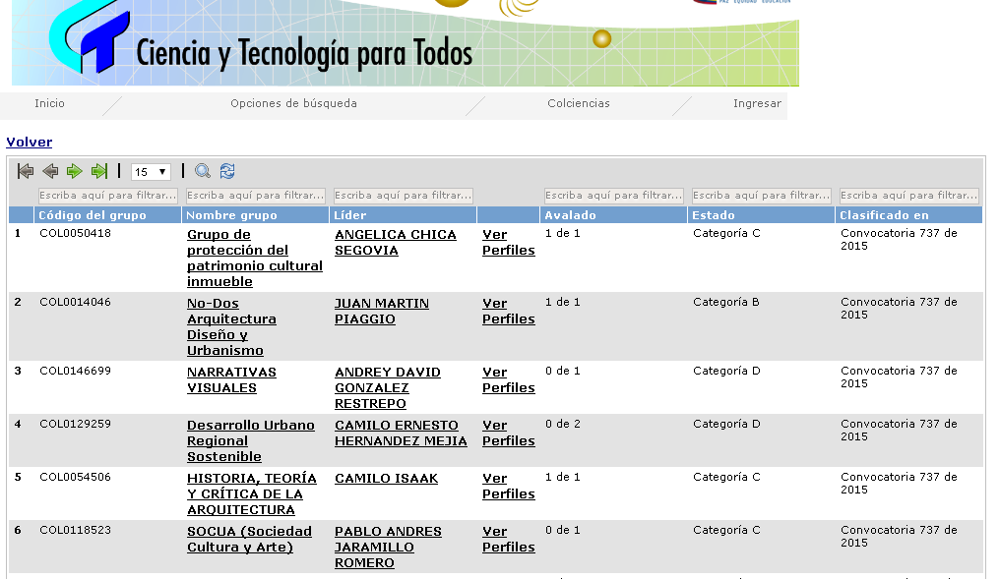 PAZ EQUIDAD EDUCACIÓN
Ciencia y Tecnología para Todos
Inicio Opciones de búsqueda Colciencias Ingresar
Volver
15
Escriba aquí para filtrar... Escriba aquí para filtrar... Escriba aquí para filtrar... Escriba aquí para filtrar... Escriba aquí para filtrar... Escriba aquí para filtrar...
Código del grupo Nombre grupo Líder Avalado Estado Clasificado en
1 COL0050418 Grupo de ANGELICA CHICA Ver 1 de 1 Categoría C Convocatoria 737 de
protección del SEGOVIA Perfiles 2015
patrimonio cultural
inmueble
2 COL0014046 No-Dos JUAN MARTIN Ver 1 de 1 Categoría B Convocatoria 737 de
Arquitectura PIAGGIO Perfiles 2015
Diseño y
Urbanismo
3 COL0146699 NARRATIVAS ANDREY DAVID Ver 0 de 1 Categoría D Convocatoria 737 de
VISUALES GONZALEZ Perfiles 2015
RESTREPO
4 COL0129259 Desarrollo Urbano CAMILO ERNESTO Ver 0 de 2 Categoría D Convocatoria 737 de
Regional HERNANDEZ MEJIA Perfiles 2015
Sostenible
5 COL0054506 HISTORIA, TEORÍA CAMILO ISAAK Ver 1 de 1 Categoría C Convocatoria 737 de
Y CRÍTICA DE LA Perfiles 2015
ARQUITECTURA
6 COL0118523 SOCUA (Sociedad PABLO ANDRES Ver 0 de 1 Categoría C Convocatoria 737 de
Cultura y Arte) JARAMILLO Perfiles 2015
ROMERO